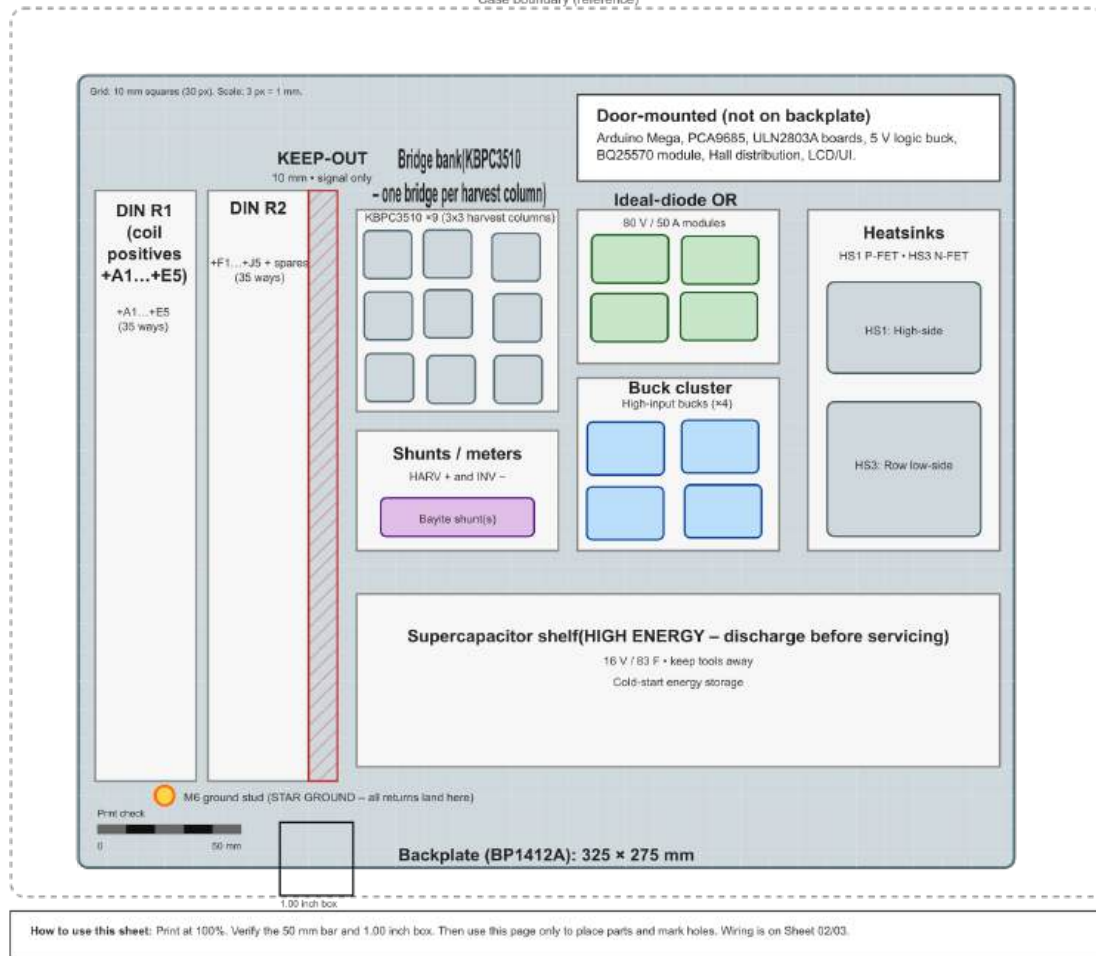 Case boundary (reference)
Grid: 10 mm squares (30 px). Scale: 3 px = 1 mm.
Door-mounted (not on backplate)
Arduino Mega, PCA9685, ULN2803A boards, 5 V logic buck,
BQ25570 module, Hall distribution, LCD/UI.
KEEP-OUT
10 mm • signal only
Bridge bank|KBPC3510
– one bridge per harvest column)
KBPC3510 ×9 (3x3 harvest columns)
DIN R1
(coil
positives
+A1…+E5)
+A1…+E5
(35 ways)
DIN R2
+F1…+J5 + spares
(35 ways)
Ideal-diode OR
80 V / 50 A modules
Heatsinks
HS1 P-FET • HS3 N-FET
HS1: High-side
HS3: Row low-side
Buck cluster
High-input bucks (×4)
Shunts / meters
HARV + and INV –
Bayite shunt(s)
Supercapacitor shelf(HIGH ENERGY – discharge before servicing)
16 V / 83 F • keep tools away
Cold-start energy storage
M6 ground stud (STAR GROUND – all returns land here)
Print check
0
50 mm
1.00 inch box
Backplate (BP1412A): 325 × 275 mm
How to use this sheet: Print at 100%. Verify the 50 mm bar and 1.00 inch box. Then use this page only to place parts and mark holes. Wiring is on Sheet 02/03.